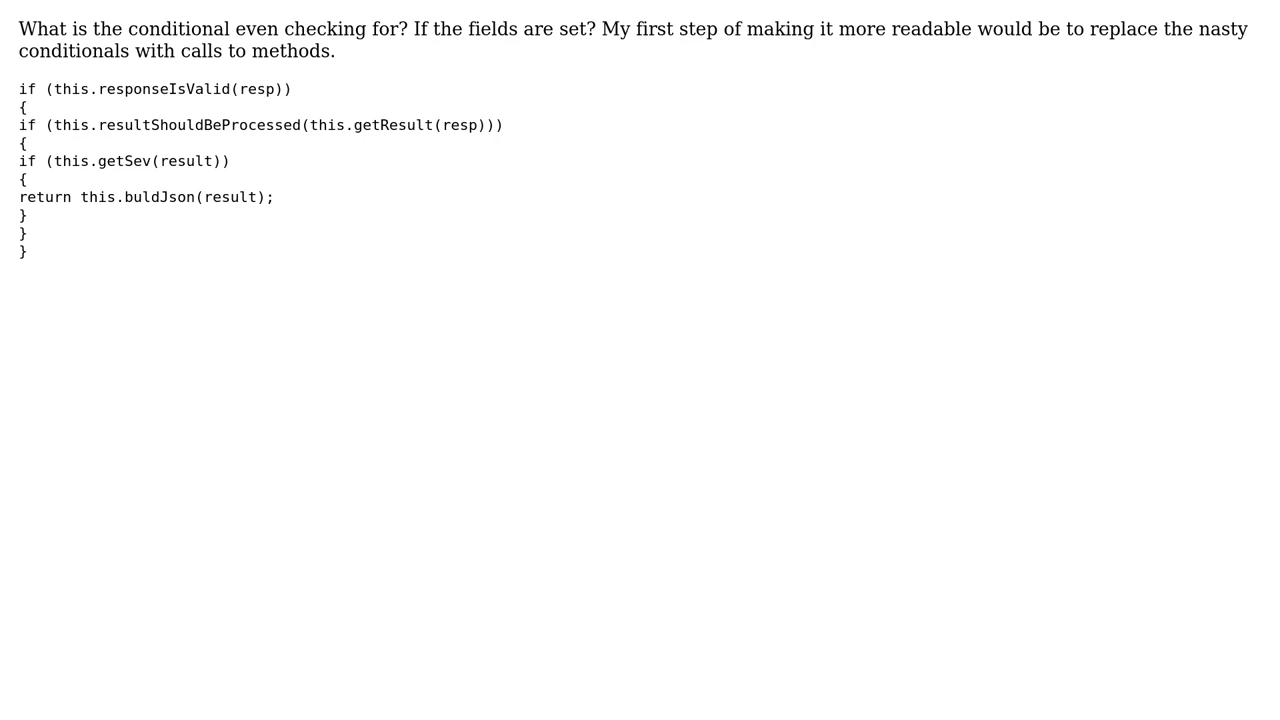 What is the conditional even checking for? If the fields are set? My first step of making it more readable would be to replace the nasty
conditionals with calls to methods.
if (this.responseIsValid(resp))
{
if (this.resultShouldBeProcessed(this.getResult(resp)))
{
if (this.getSev(result))
{
return this.buldJson(result);
}
}
}